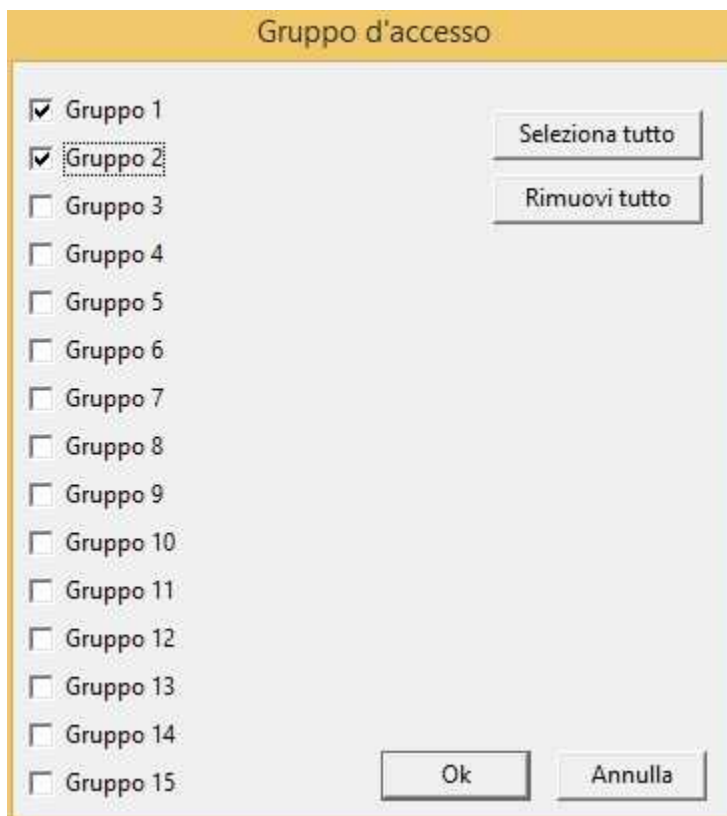 Gruppo d'accesso
Gruppo 1
Gruppo 2
Gruppo 3
Gruppo 4
Gruppo 5
Gruppo 6
Gruppo 7
Gruppo 8
Gruppo 9
Gruppo 10
Gruppo 11
Gruppo 12
Gruppo 13
Gruppo 14
Gruppo 15
Seleziona tutto
Rimuovi tutto
Ok
Annulla